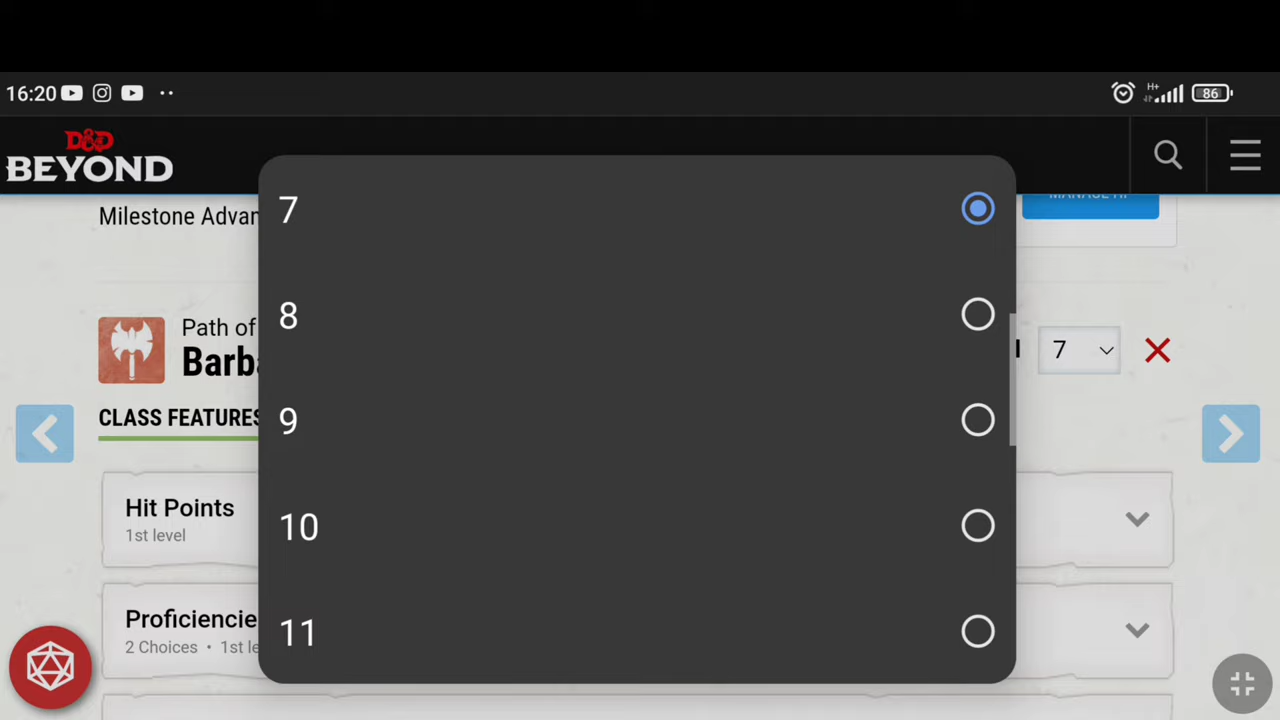 16:20
H+
86
D&D
BEYOND
Milestone Advan
7
8
9
10
11
Path of
Barba
7
CLASS FEATURES
Hit Points
1st level
Proficiencie
2 Choices • 1st le